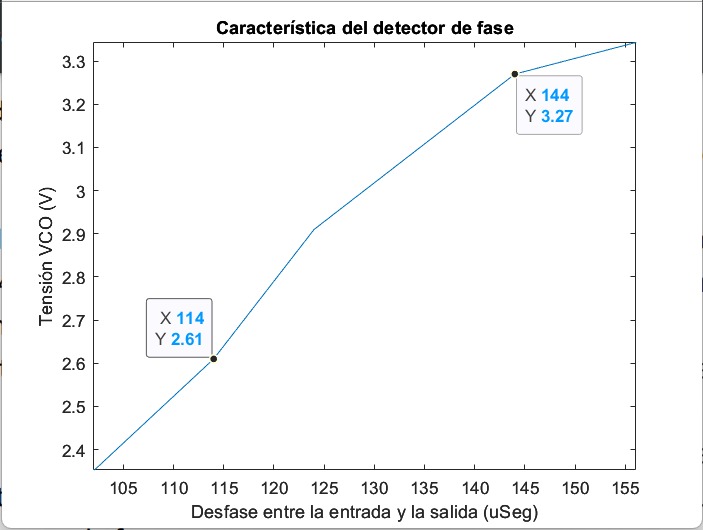 Característica del detector de fase
3.3
3.2
3.1
3
2.9
2.8
2.7
2.6
2.5
2.4
Tensión VCO (V)
X 144
Y 3.27
X 114
Y 2.61
105 110 115 120 125 130 135 140 145 150 155
Desfase entre la entrada y la salida (uSeg)